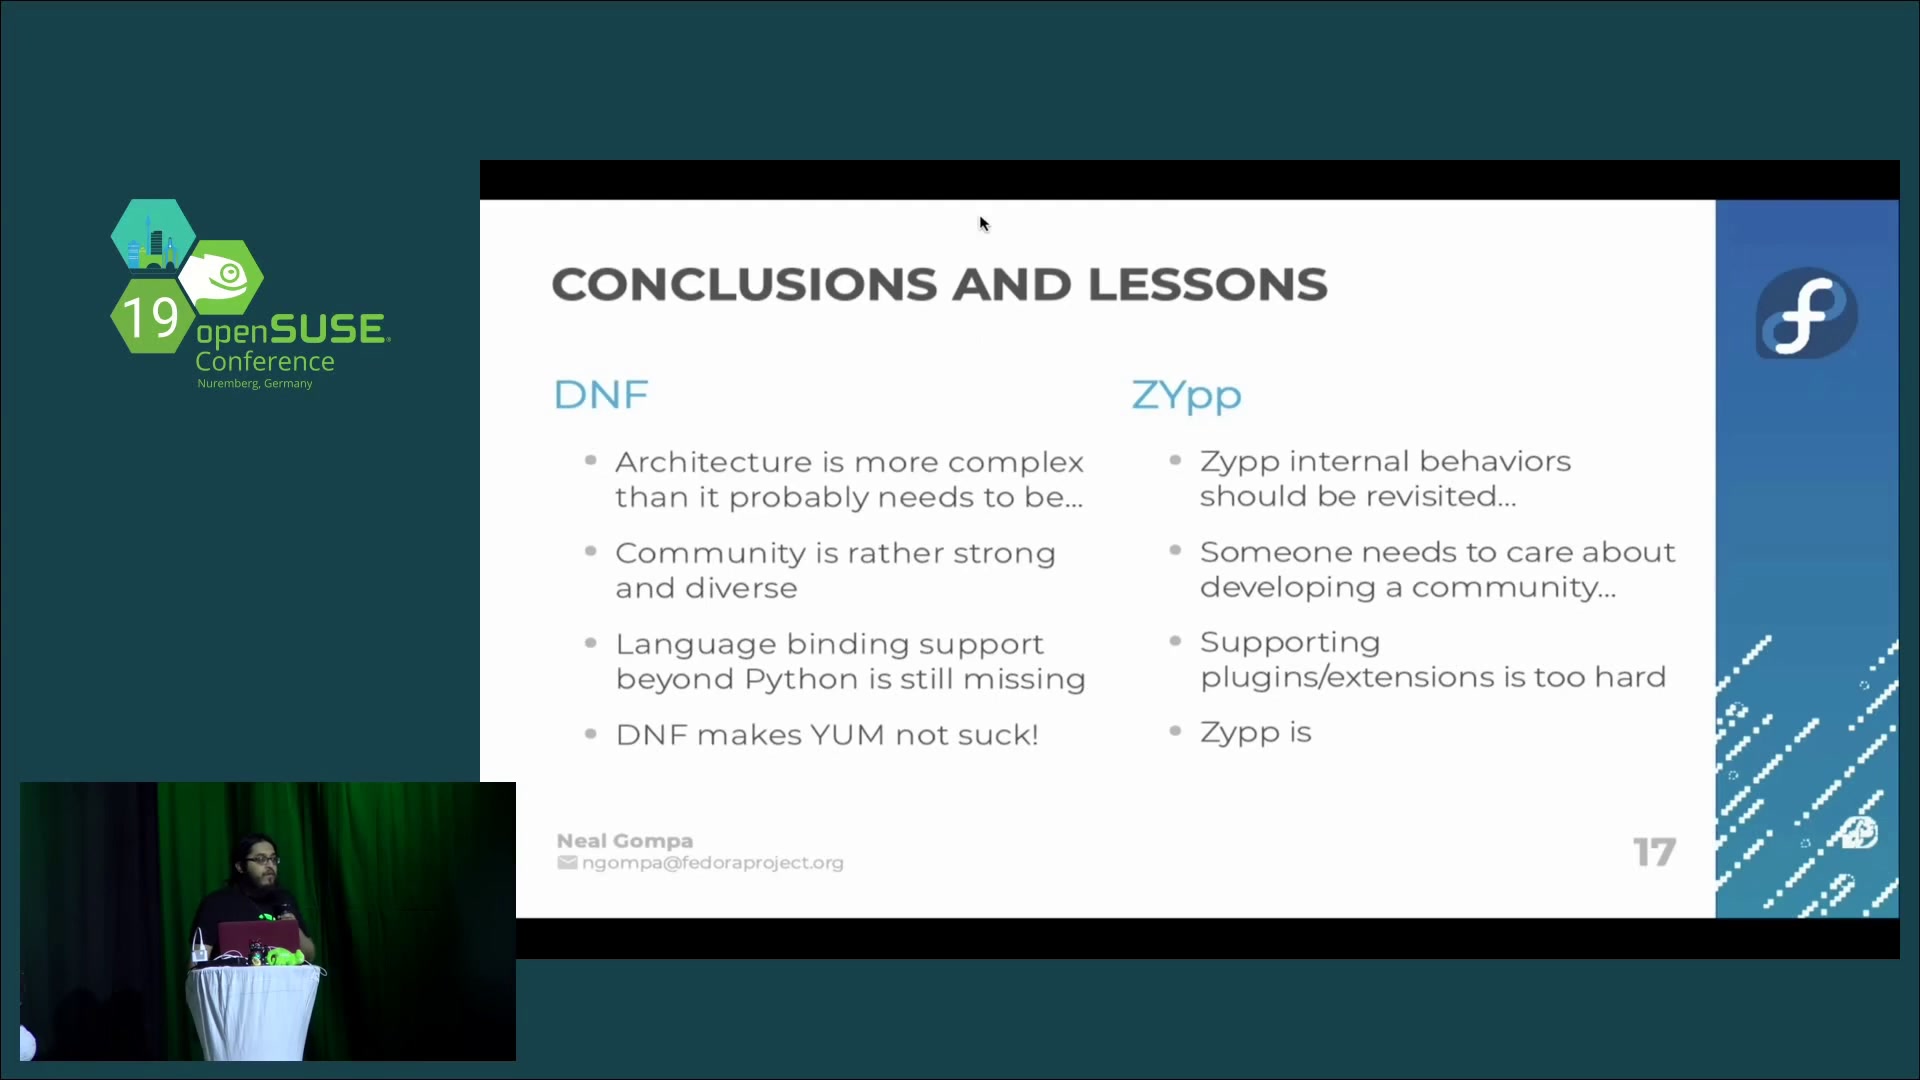 19
openSUSE
Conference
Nuremberg, Germany
CONCLUSIONS AND LESSONS
DNF
Architecture is more complex
than it probably needs to be...
Community is rather strong
and diverse
Language binding support
beyond Python is still missing
DNF makes YUM not suck!
ZYpp
Zypp internal behaviors
should be revisited...
Someone needs to care about
developing a community...
Supporting
plugins/extensions is too hard
Zypp is
Neal Gompa
ngompa@fedoraproject.org
17